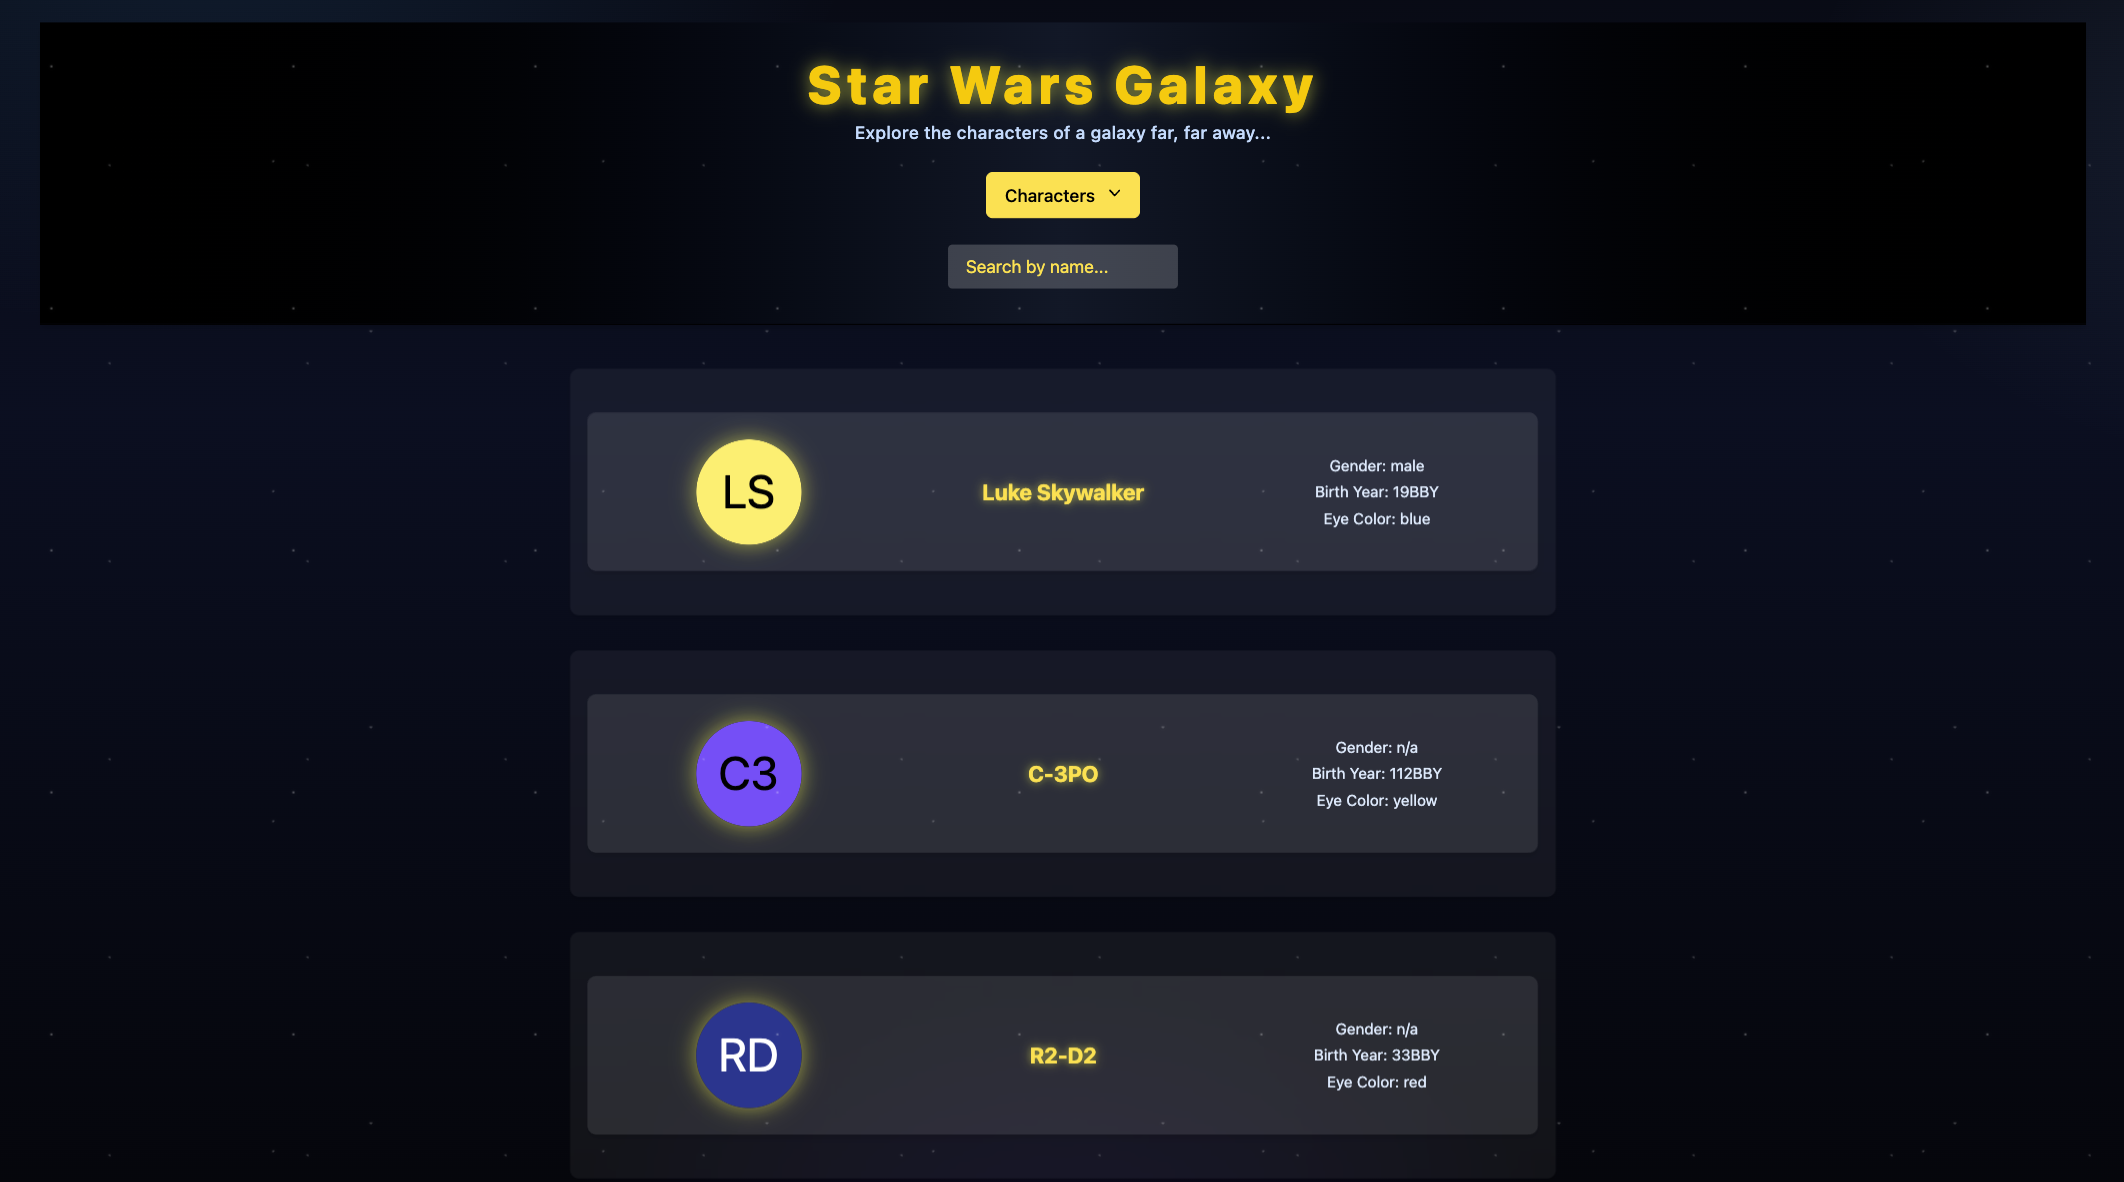 Star Wars Galaxy
Explore the characters of a galaxy far, far away...
Characters
Search by name...
LS
Luke Skywalker
Gender: male
Birth Year: 19BBY
Eye Color: blue
C3
C-3PO
Gender: n/a
Birth Year: 112BBY
Eye Color: yellow
RD
R2-D2
Gender: n/a
Birth Year: 33BBY
Eye Color: red